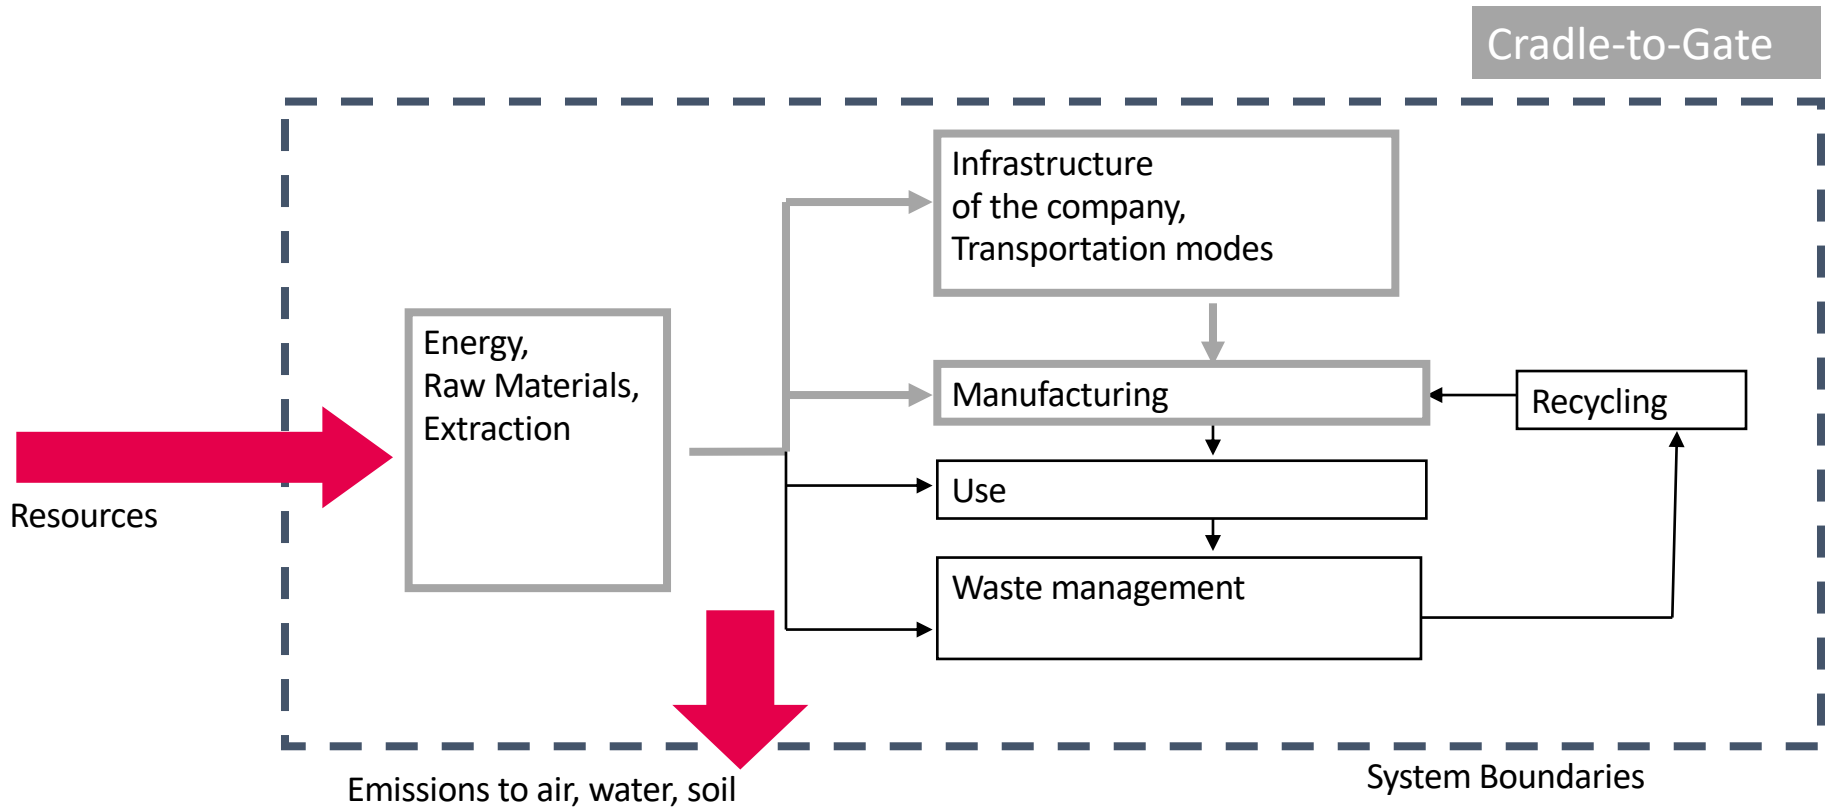 Cradle-to-Gate
Infrastructure
of the company,
Transportation modes
Energy,
Raw Materials,
Extraction
Manufacturing
Recycling
Use
Resources
Waste management
Emissions to air, water, soil
System Boundaries